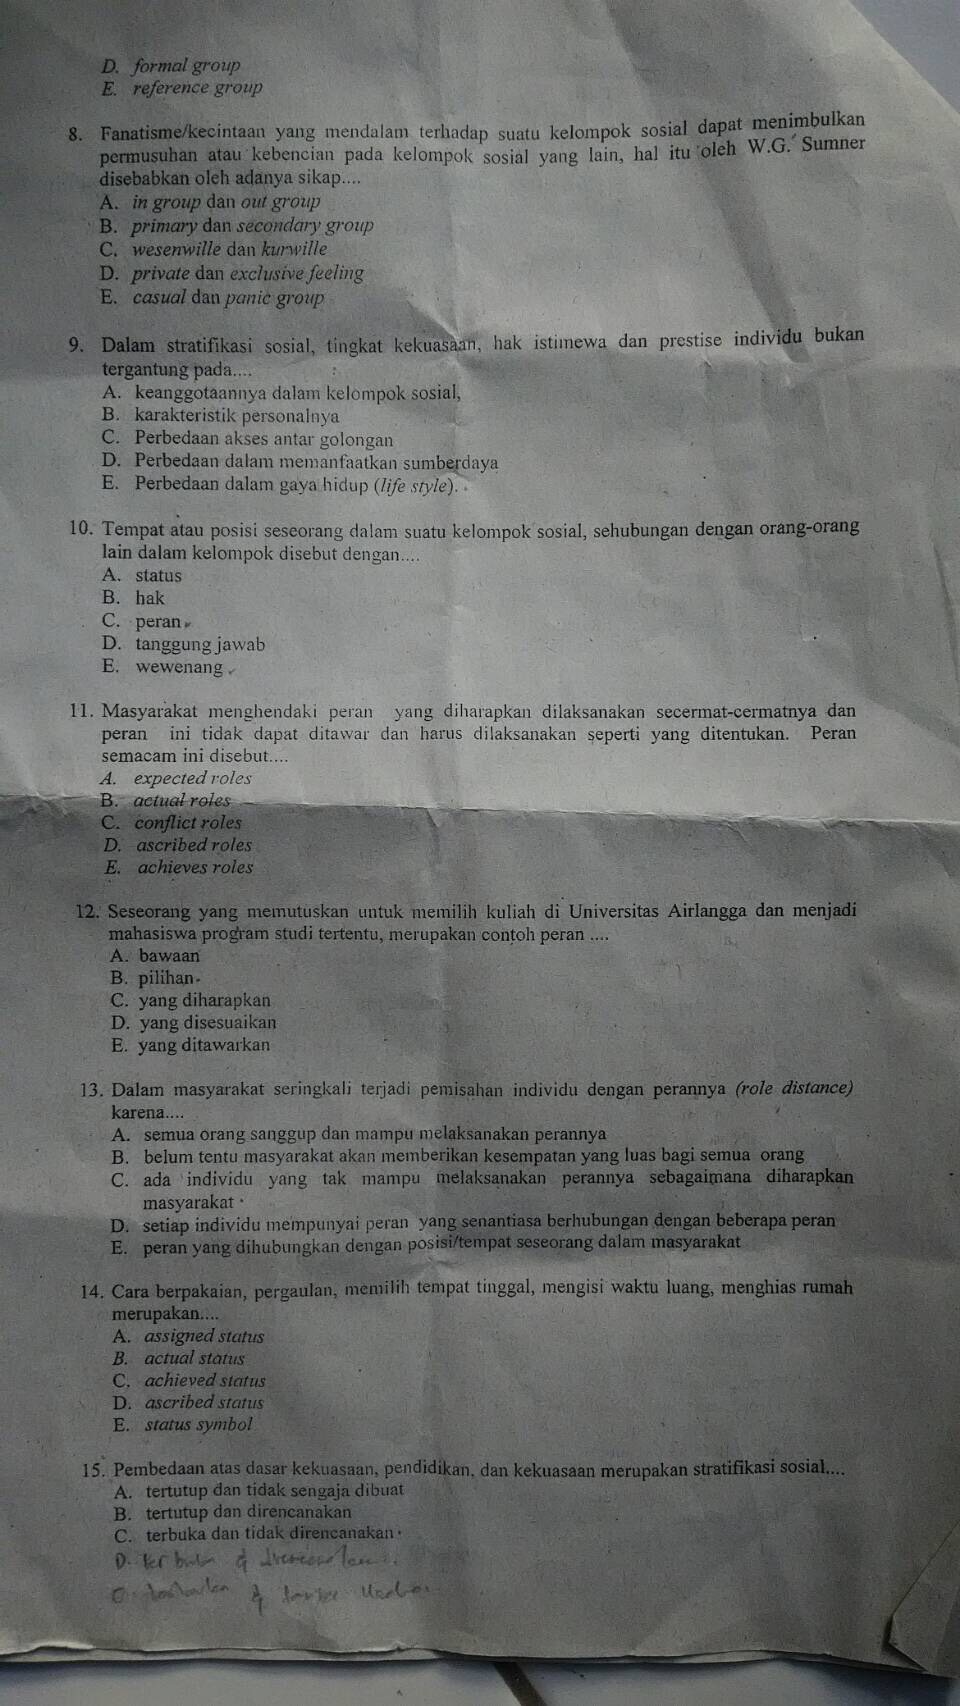 D. formal group
E. reference group
8. Fanatisme/kecintaan yang mendalam terhadap suatu kelompok sosial dapat menimbulkan
permusuhan atau kebencian pada kelompok sosial yang lain, hal itu oleh W.G. Sumner
disebabkan oleh adanya sikap....
A. in group dan out group
B. primary dan secondary group
C. wesenwille dan kurwille
D. private dan exclusive feeling
E. casual dan panic group
9. Dalam stratifikasi sosial, tingkat kekuasaan, hak istimewa dan prestise individu bukan
tergantung pada....
A. keanggotaannya dalam kelompok sosial,
B. karakteristik personalnya
C. Perbedaan akses antar golongan
D. Perbedaan dalam memanfaatkan sumberdaya
E. Perbedaan dalam gaya hidup (life style).
10. Tempat atau posisi seseorang dalam suatu kelompok sosial, sehubungan dengan orang-orang
lain dalam kelompok disebut dengan....
A. status
B. hak
C. peran
D. tanggung jawab
E. wewenang
11. Masyarakat menghendaki peran yang diharapkan dilaksanakan secermat-cermatnya dan
peran ini tidak dapat ditawar dan harus dilaksanakan seperti yang ditentukan. Peran
semacam ini disebut....
A. expected roles
B. actual roles
C. conflict roles
D. ascribed roles
E. achieves roles
12. Seseorang yang memutuskan untuk memilih kuliah di Universitas Airlangga dan menjadi
mahasiswa program studi tertentu, merupakan contoh peran ....
A. bawaan
B. pilihan
C. yang diharapkan
D. yang disesuaikan
E. yang ditawarkan
13. Dalam masyarakat seringkali terjadi pemisahan individu dengan perannya (role distance)
karena....
A. semua orang sanggup dan mampu melaksanakan perannya
B. belum tentu masyarakat akan memberikan kesempatan yang luas bagi semua orang
C. ada individu yang tak mampu melaksanakan perannya sebagaimana diharapkan
masyarakat
D. setiap individu mempunyai peran yang senantiasa berhubungan dengan beberapa peran
E. peran yang dihubungkan dengan posisi/tempat seseorang dalam masyarakat
14. Cara berpakaian, pergaulan, memilih tempat tinggal, mengisi waktu luang, menghias rumah
merupakan....
A. assigned status
B. actual status
C. achieved status
D. ascribed status
E. status symbol
15. Pembedaan atas dasar kekuasaan, pendidikan, dan kekuasaan merupakan stratifikasi sosial....
A. tertutup dan tidak sengaja dibuat
B. tertutup dan direncanakan
C. terbuka dan tidak direncanakan
D.